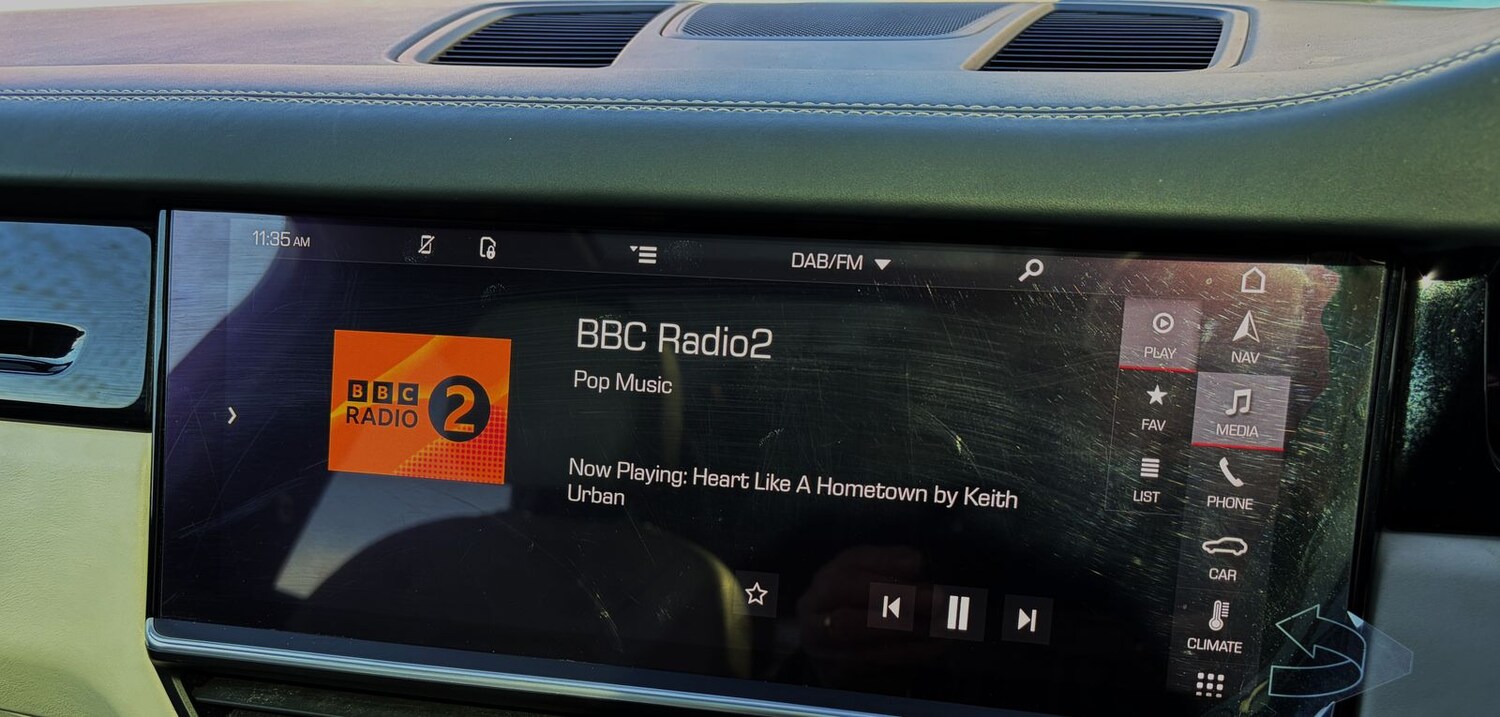 11:35 AM
DAB/FM
BBC Radio2
Pop Music
BBC
RADIO 2
Now Playing: Heart Like A Hometown by Keith
Urban
PLAY
NAV
FAV
MEDIA
LIST
PHONE
CAR
CLIMATE